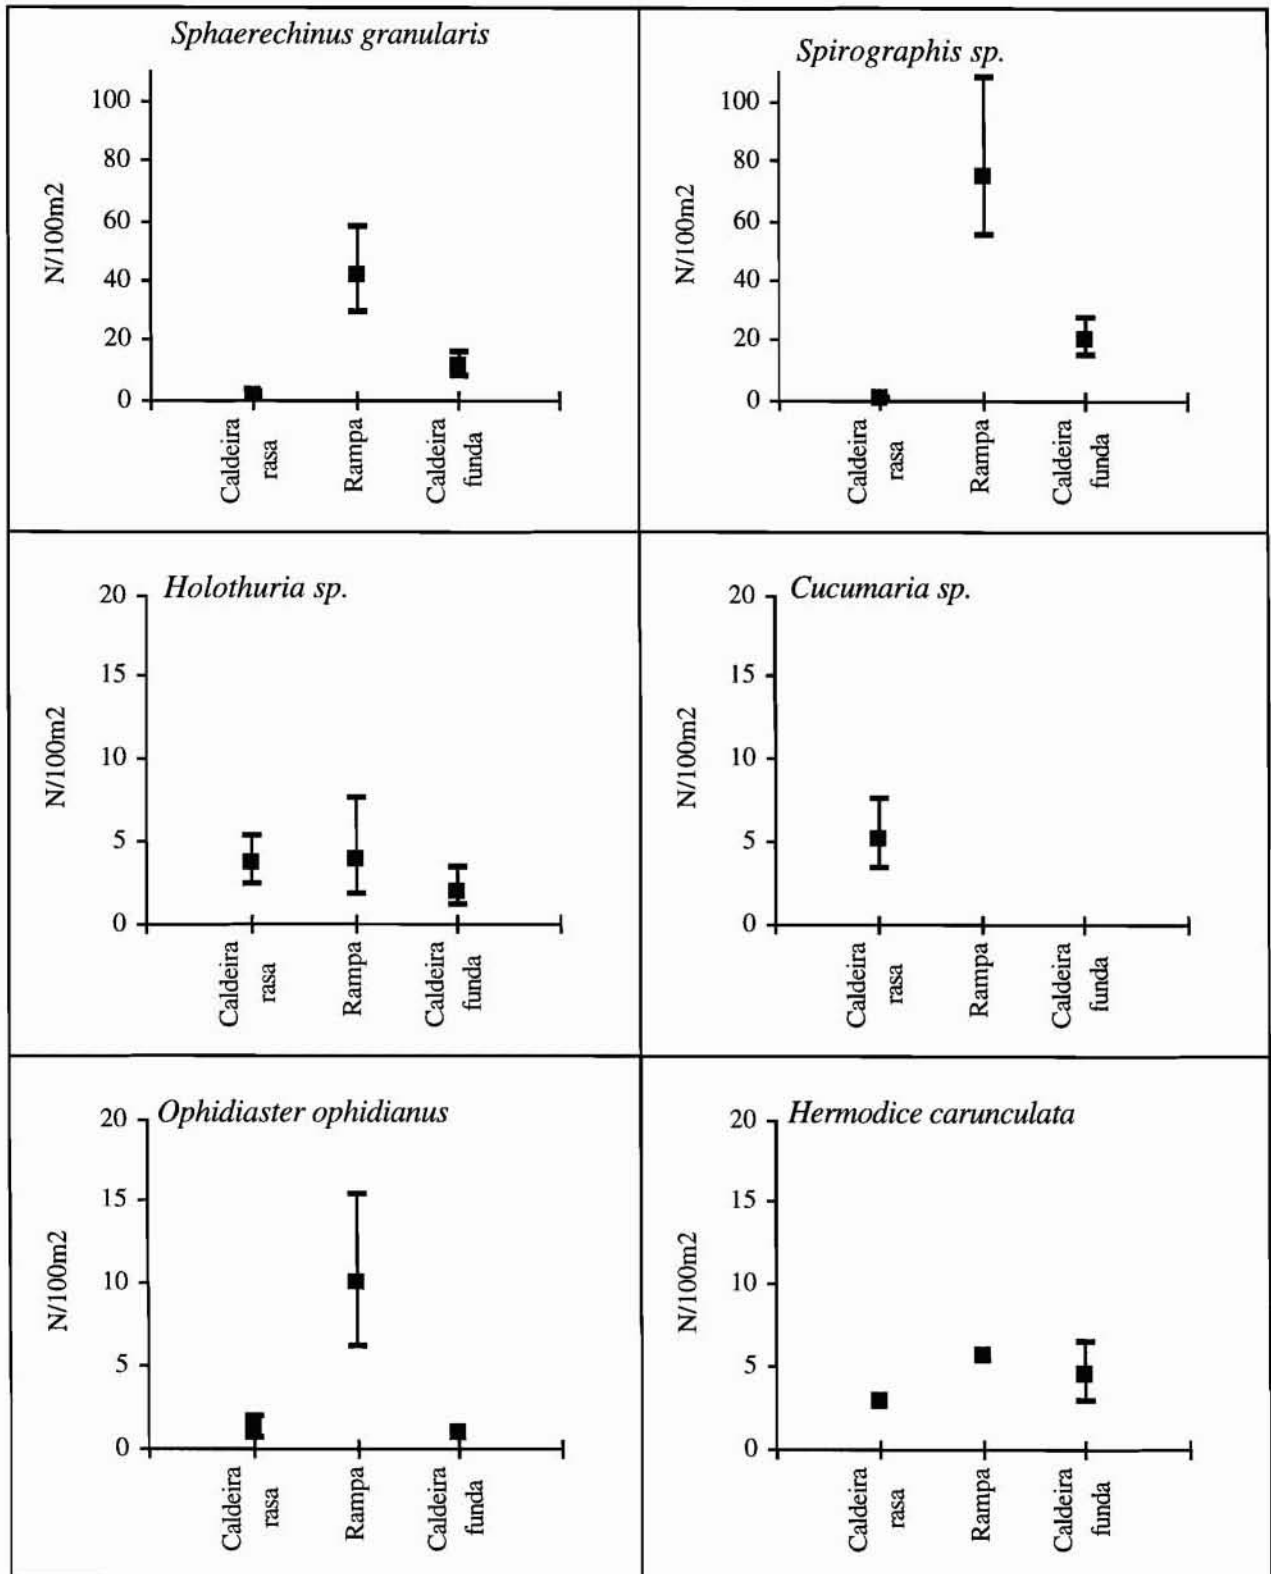 Sphaerechinus granularis
100
80
60
40
20
0
N/100m2
Caldeira
rasa
Rampa
Caldeira
funda
Spirographis sp.
100
80
60
40
20
0
N/100m2
Caldeira
rasa
Rampa
Caldeira
funda
Holothuria sp.
20
15
10
5
0
N/100m2
Caldeira
rasa
Rampa
Caldeira
funda
Cucumaria sp.
20
15
10
5
0
N/100m2
Caldeira
rasa
Rampa
Caldeira
funda
Ophidiaster ophidianus
20
15
10
5
0
N/100m2
Caldeira
rasa
Rampa
Caldeira
funda
Hermodice carunculata
20
15
10
5
0
N/100m2
Caldeira
rasa
Rampa
Caldeira
funda